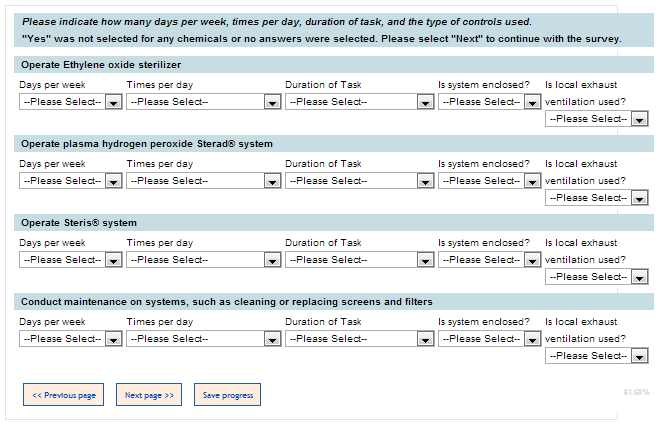 Please indicate how many days per week, times per day, duration of task, and the type of controls used.
"Yes" was not selected for any chemicals or no answers were selected. Please select "Next" to continue with the survey.
Operate Ethylene oxide sterilizer
Days per week Times per day Duration of Task Is system enclosed? Is local exhaust
--Please Select-- --Please Select-- --Please Select-- --Please Select-- ventilation used?
--Please Select--
Operate plasma hydrogen peroxide Sterad® system
Days per week Times per day Duration of Task Is system enclosed? Is local exhaust
--Please Select-- --Please Select-- --Please Select-- --Please Select-- ventilation used?
--Please Select--
Operate Steris® system
Days per week Times per day Duration of Task Is system enclosed? Is local exhaust
--Please Select-- --Please Select-- --Please Select-- --Please Select-- ventilation used?
--Please Select--
Conduct maintenance on systems, such as cleaning or replacing screens and filters
Days per week Times per day Duration of Task Is system enclosed? Is local exhaust
--Please Select-- --Please Select-- --Please Select-- --Please Select-- ventilation used?
--Please Select--
<< Previous page Next page >> Save progress